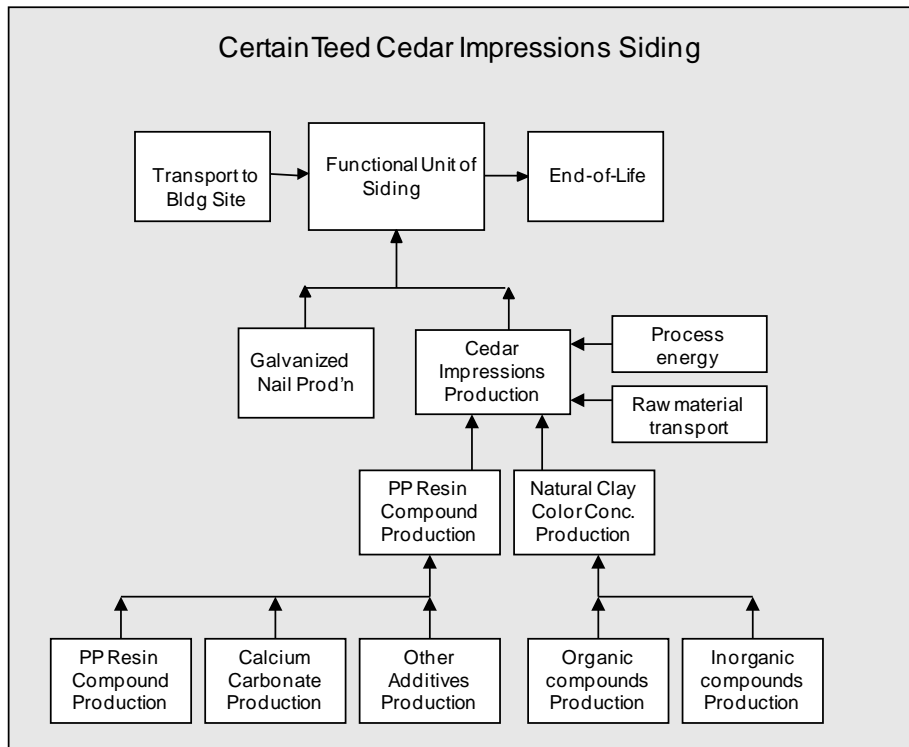 CertainTeed Cedar Impressions Siding
Transport to
Bldg Site
Functional Unit of
Siding
End-of-Life
Galvanized
Nail Prod'n
Cedar
Impressions
Production
Process
energy
Raw material
transport
PP Resin
Compound
Production
Natural Clay
Color Conc.
Production
PP Resin
Compound
Production
Calcium
Carbonate
Production
Other
Additives
Production
Organic
compounds
Production
Inorganic
compounds
Production